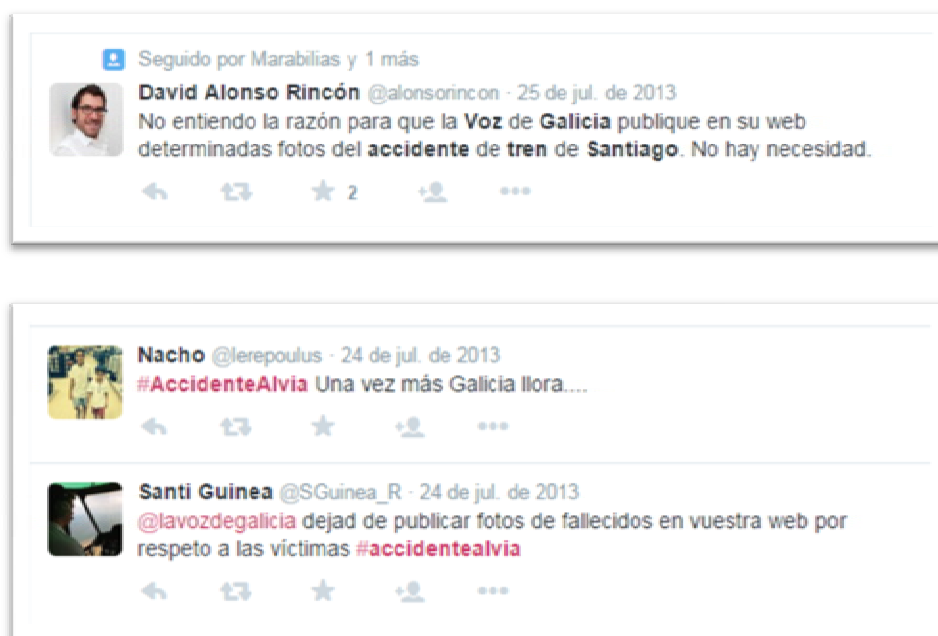 Seguido por Marabilias y 1 más
David Alonso Rincón @alonsorincon · 25 de jul. de 2013
No entiendo la razón para que la Voz de Galicia publique en su web
determinadas fotos del accidente de tren de Santiago. No hay necesidad.
2
Nacho @lerepoulus · 24 de jul. de 2013
#AccidenteAlvia Una vez más Galicia llora....
Santi Guinea @SGuinea_R · 24 de jul. de 2013
@lavozdegalicia dejad de publicar fotos de fallecidos en vuestra web por
respeto a las víctimas #accidentealvia